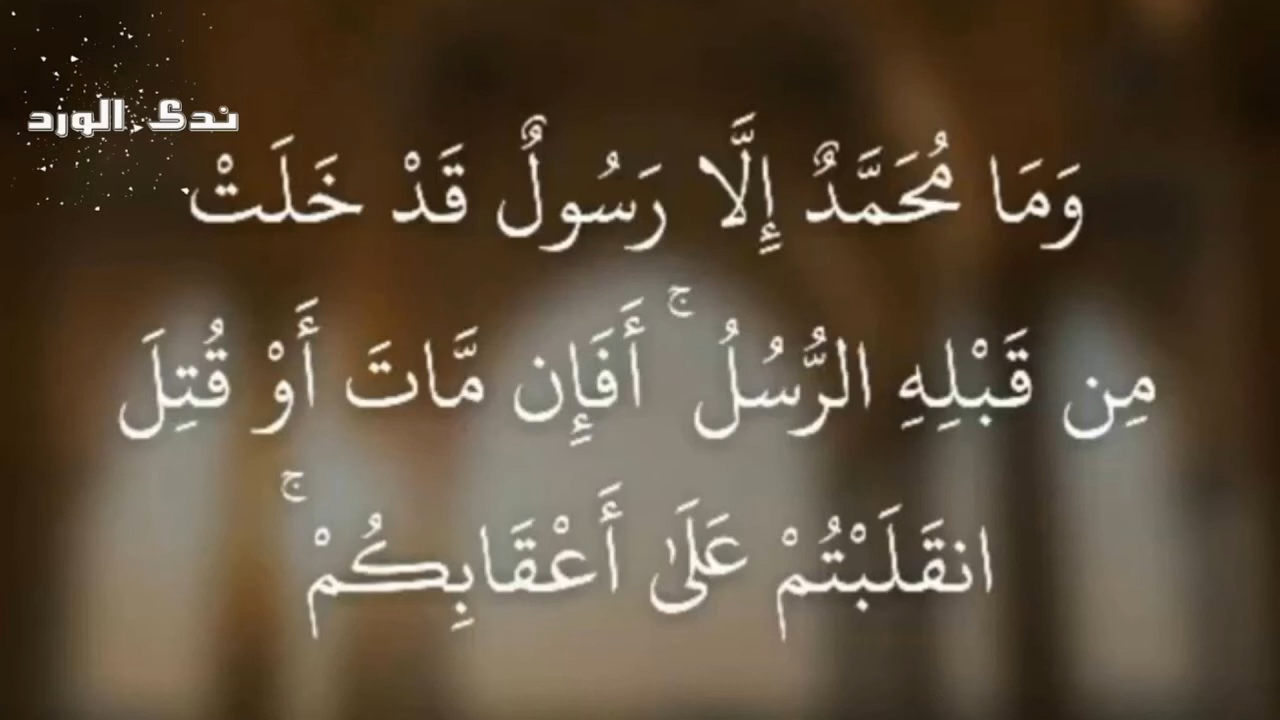 ندى الورد
وَمَا مُحَمَّدٌ إِلَّا رَسُولٌ قَدْ خَلَتْ
مِن قَبْلِهِ الرُّسُلُ ۚ أَفَإِن مَّاتَ أَوْ قُتِلَ
انقَلَبْتُمْ عَلَىٰ أَعْقَابِكُمْ ۚ